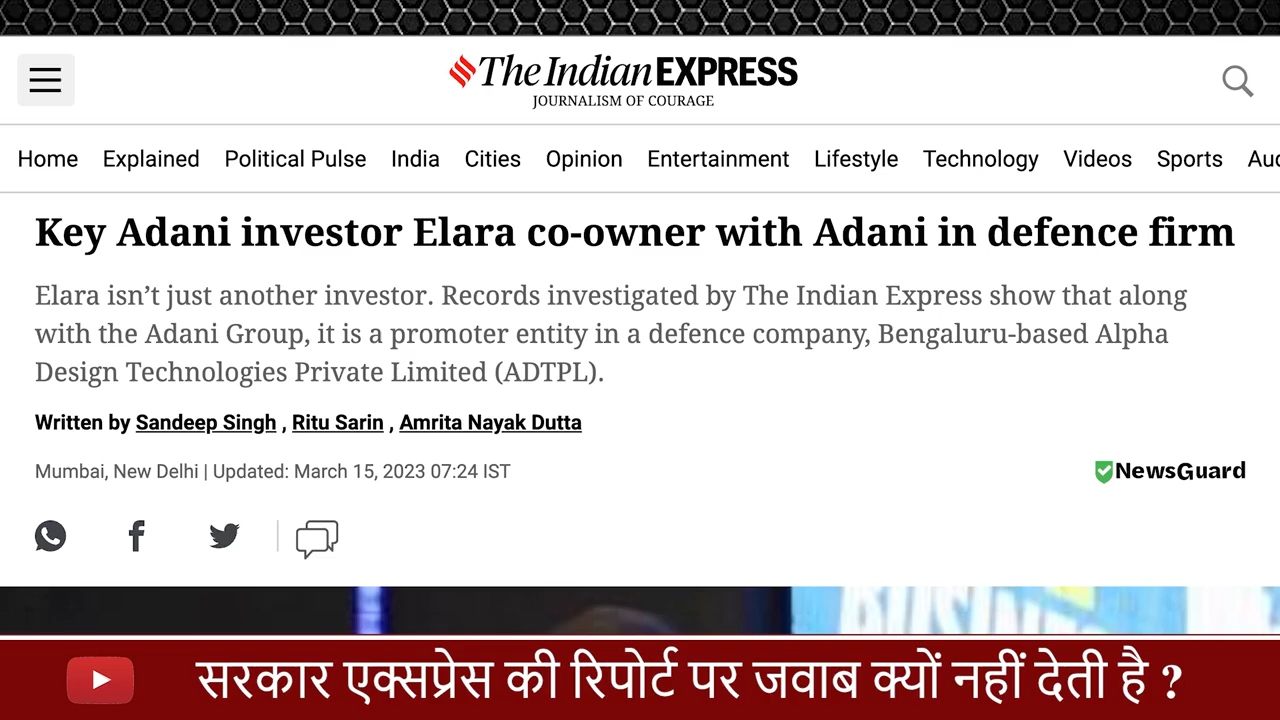 The Indian EXPRESS
JOURNALISM OF COURAGE
Home Explained Political Pulse India Cities Opinion Entertainment Lifestyle Technology Videos Sports
Key Adani investor Elara co-owner with Adani in defence firm
Elara isn’t just another investor. Records investigated by The Indian Express show that along
with the Adani Group, it is a promoter entity in a defence company, Bengaluru-based Alpha
Design Technologies Private Limited (ADTPL).
Written by Sandeep Singh , Ritu Sarin , Amrita Nayak Dutta
Mumbai, New Delhi | Updated: March 15, 2023 07:24 IST
NewsGuard
सरकार एक्सप्रेस की रिपोर्ट पर जवाब क्यों नहीं देती है ?